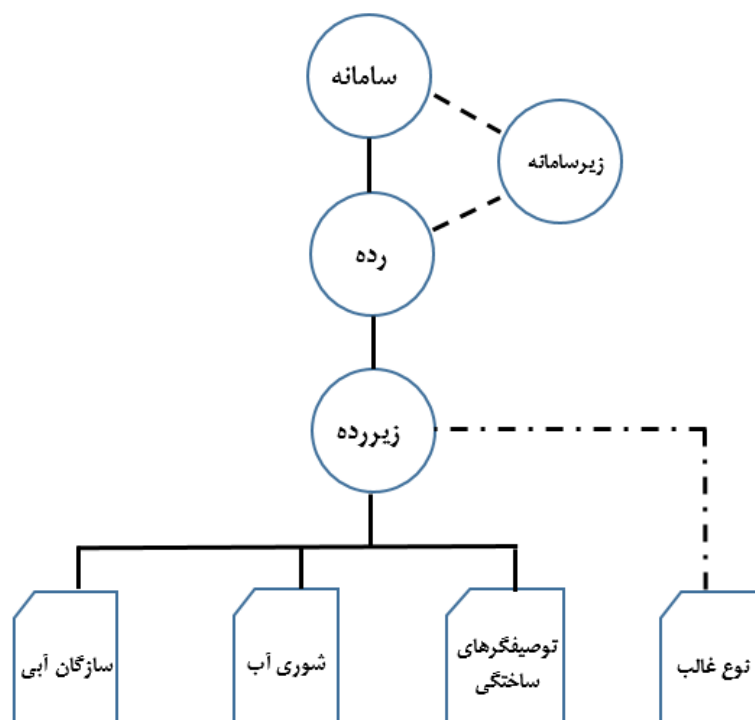 سامانه
زیرسامانه
رده
زیررده
نوع غالب
توصیفگرهای
ساختگی
شوری آب
سازگان آبی